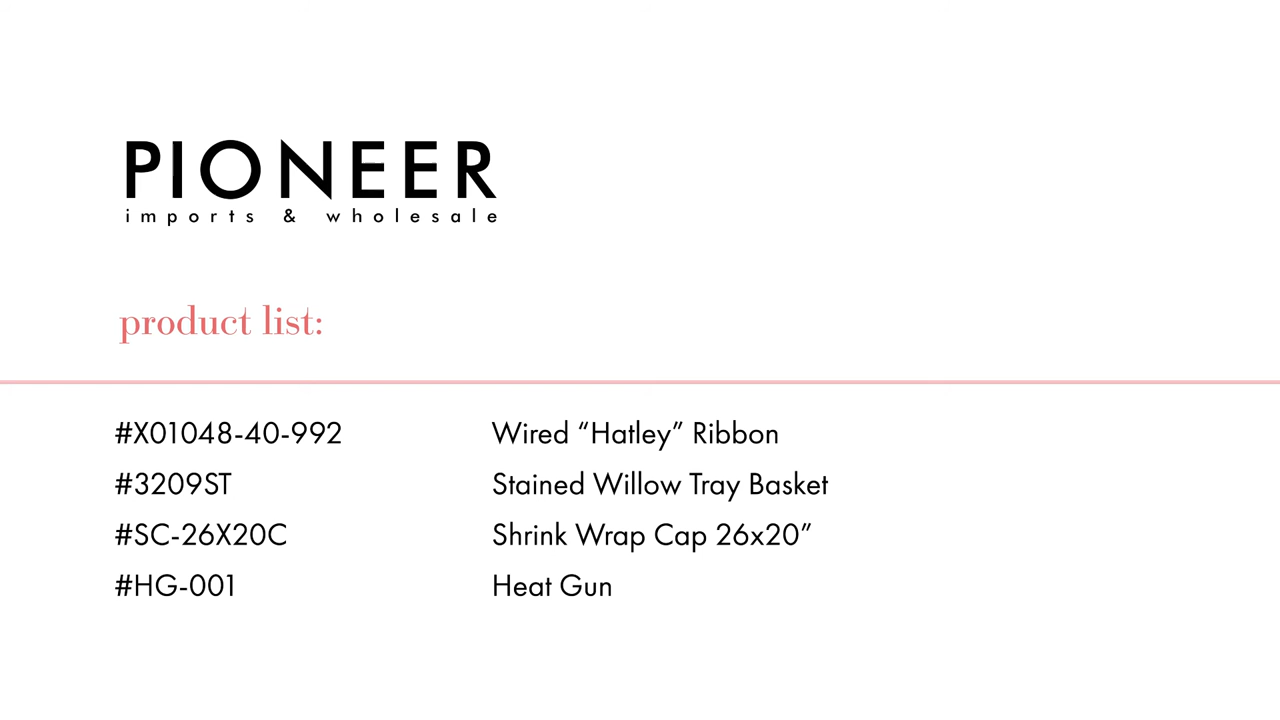 PIONEER
imports & wholesale
product list:
#X01048-40-992 Wired “Hatley” Ribbon
#3209ST Stained Willow Tray Basket
#SC-26X20C Shrink Wrap Cap 26x20”
#HG-001 Heat Gun